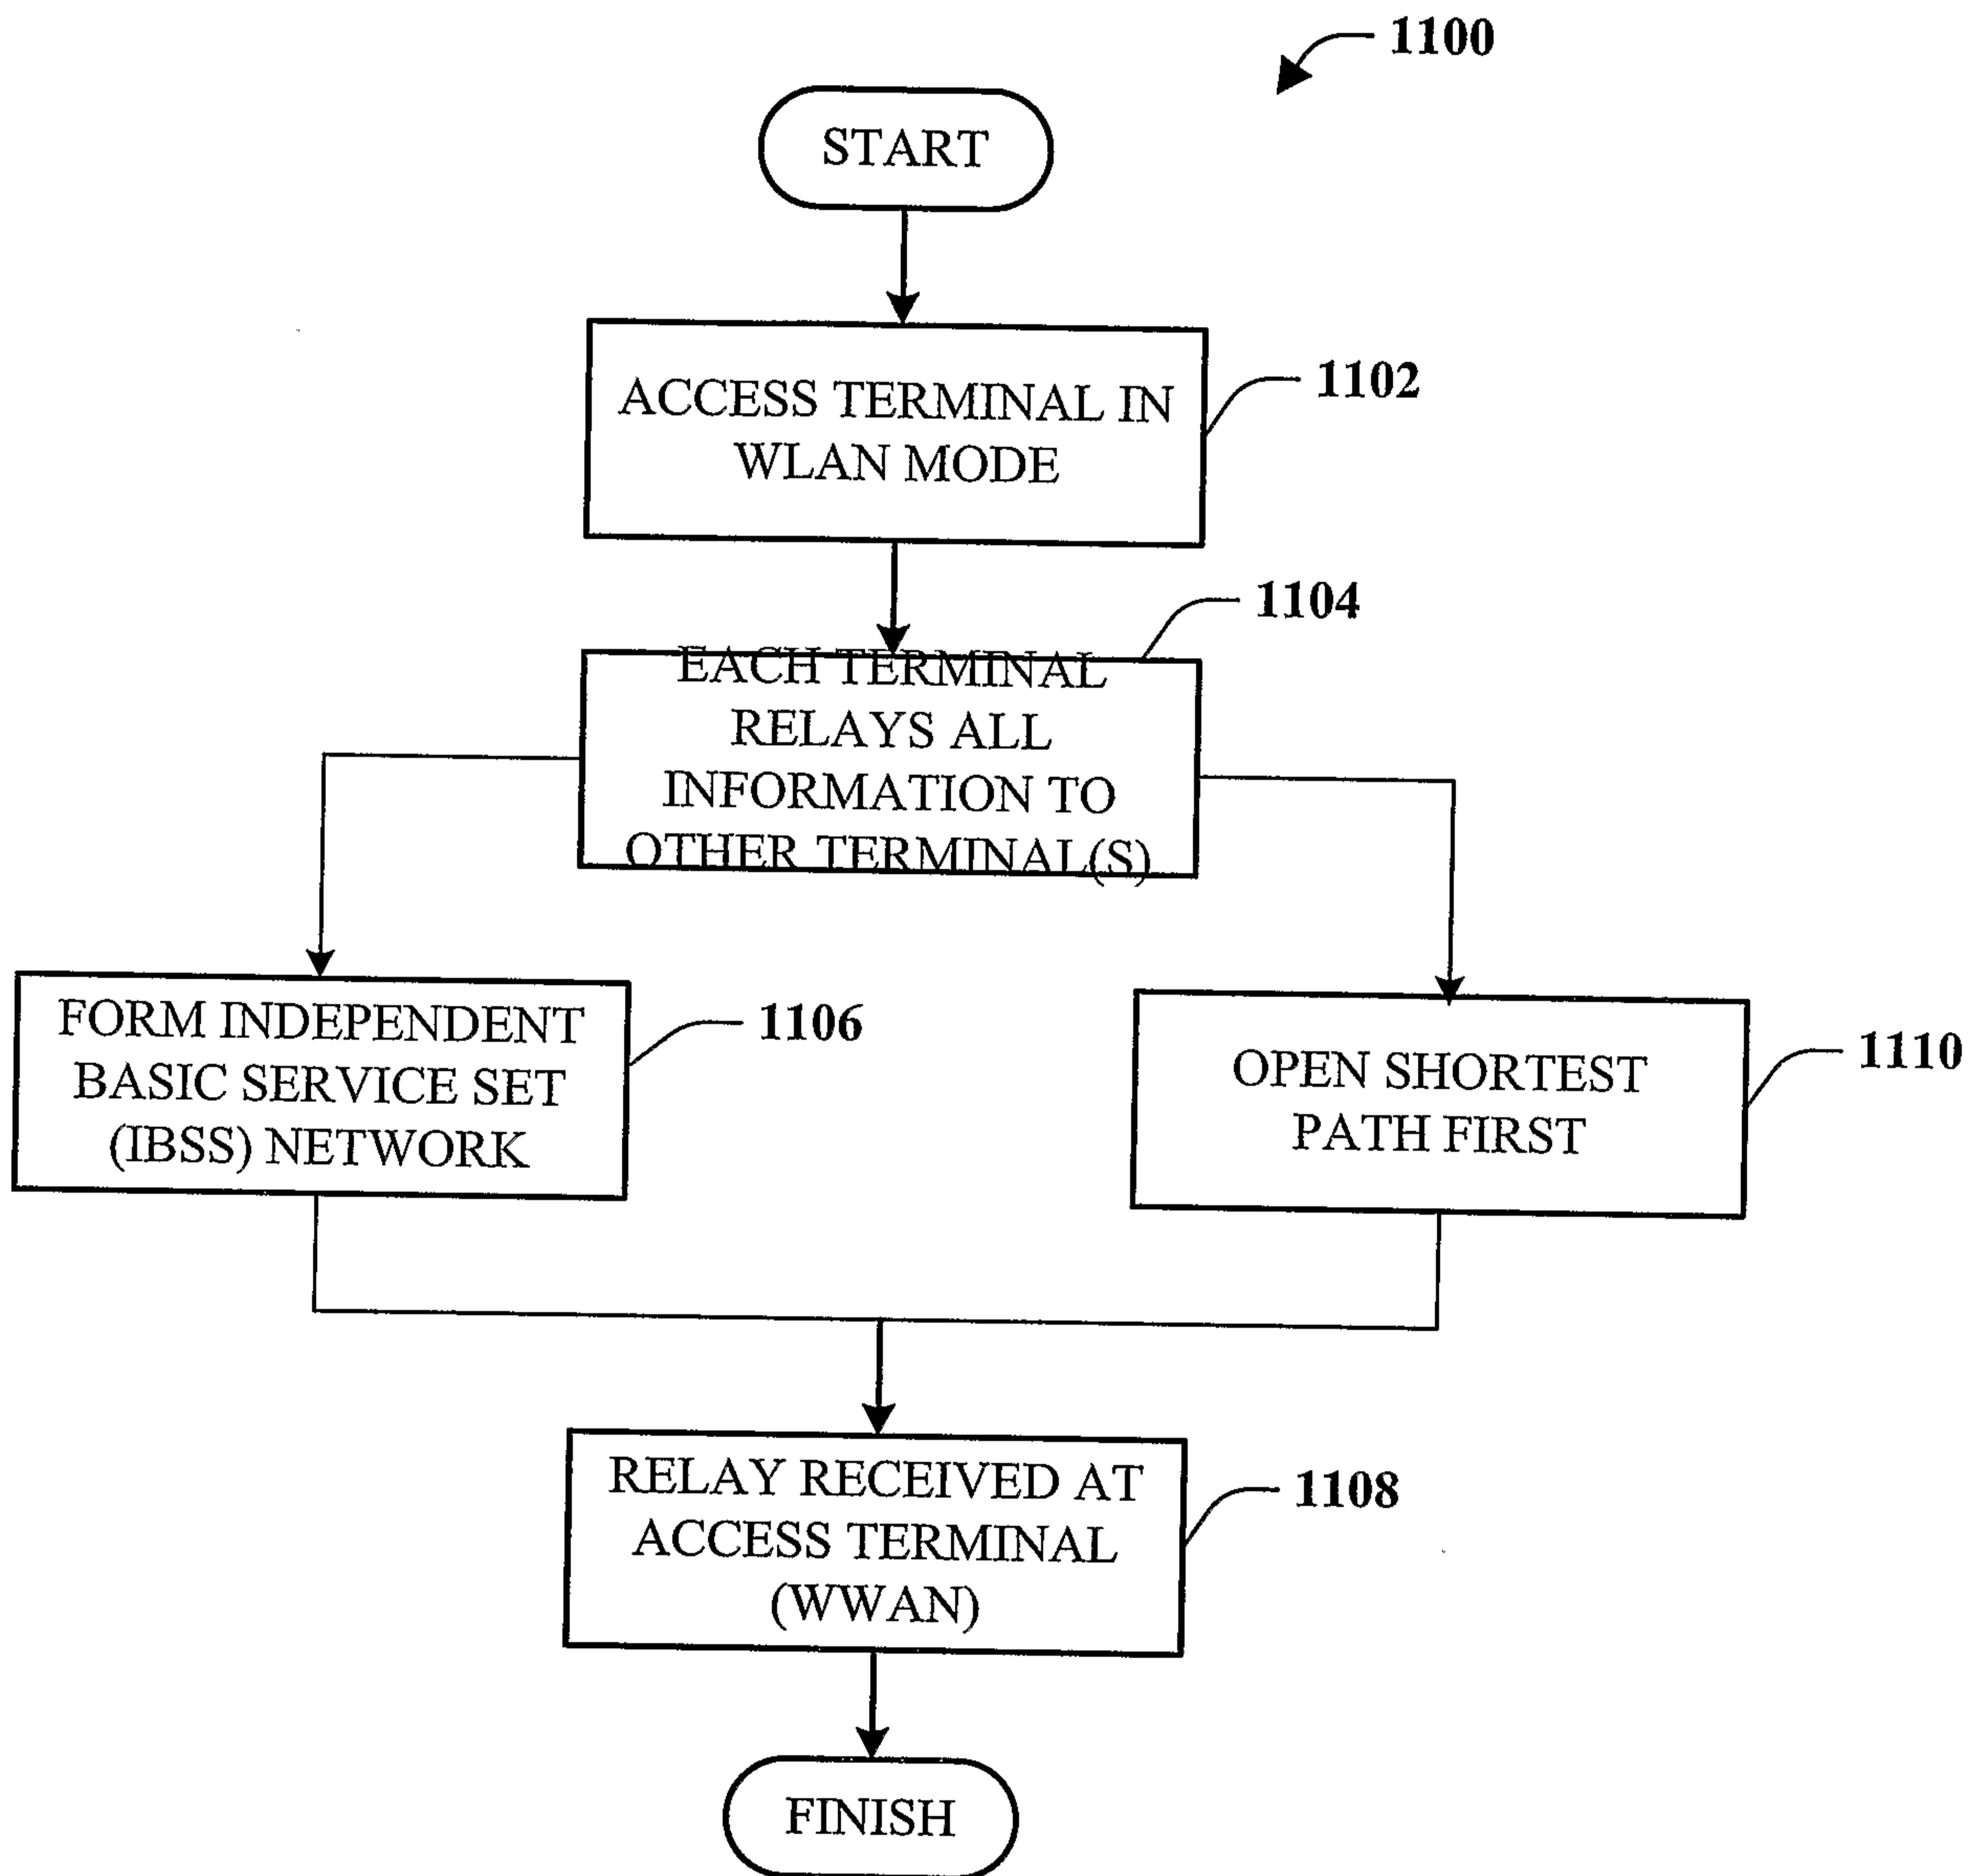 1100
START
ACCESS TERMINAL IN
WLAN MODE
1102
1104
EACH TERMINAL
RELAYS ALL
INFORMATION TO
OTHER TERMINAL(S)
FORM INDEPENDENT
BASIC SERVICE SET
(IBSS) NETWORK
1106
OPEN SHORTEST
PATH FIRST
1110
RELAY RECEIVED AT
ACCESS TERMINAL
(WWAN)
1108
FINISH